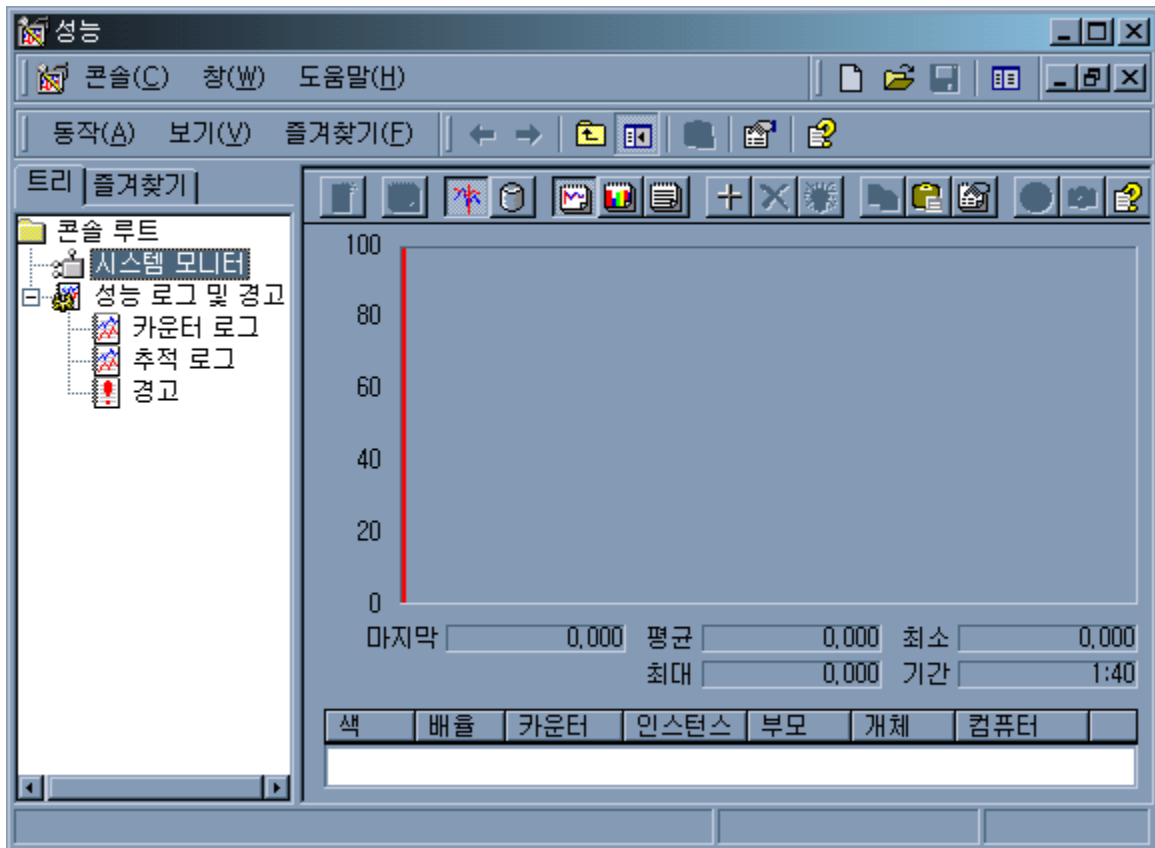 성능
콘솔(C) 창(W) 도움말(H)
동작(A) 보기(V) 즐겨찾기(F)
트리 즐겨찾기
콘솔 루트
시스템 모니터
성능 로그 및 경고
카운터 로그
추적 로그
경고
100
80
60
40
20
0
마지막 0,000 평균 0,000 최소 0,000
최대 0,000 기간 1:40
색 배율 카운터 인스턴스 부모 개체 컴퓨터